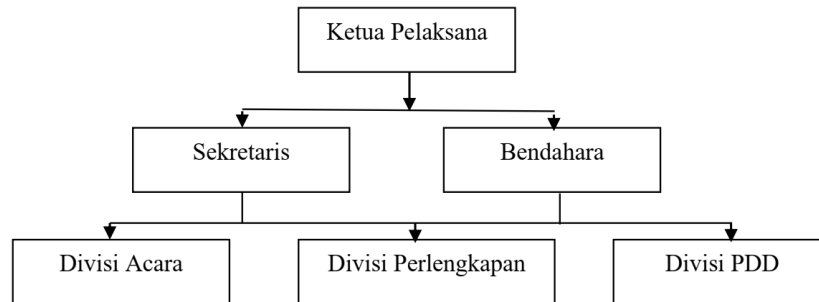 Ketua Pelaksana
Sekretaris
Bendahara
Divisi Acara
Divisi Perlengkapan
Divisi PDD